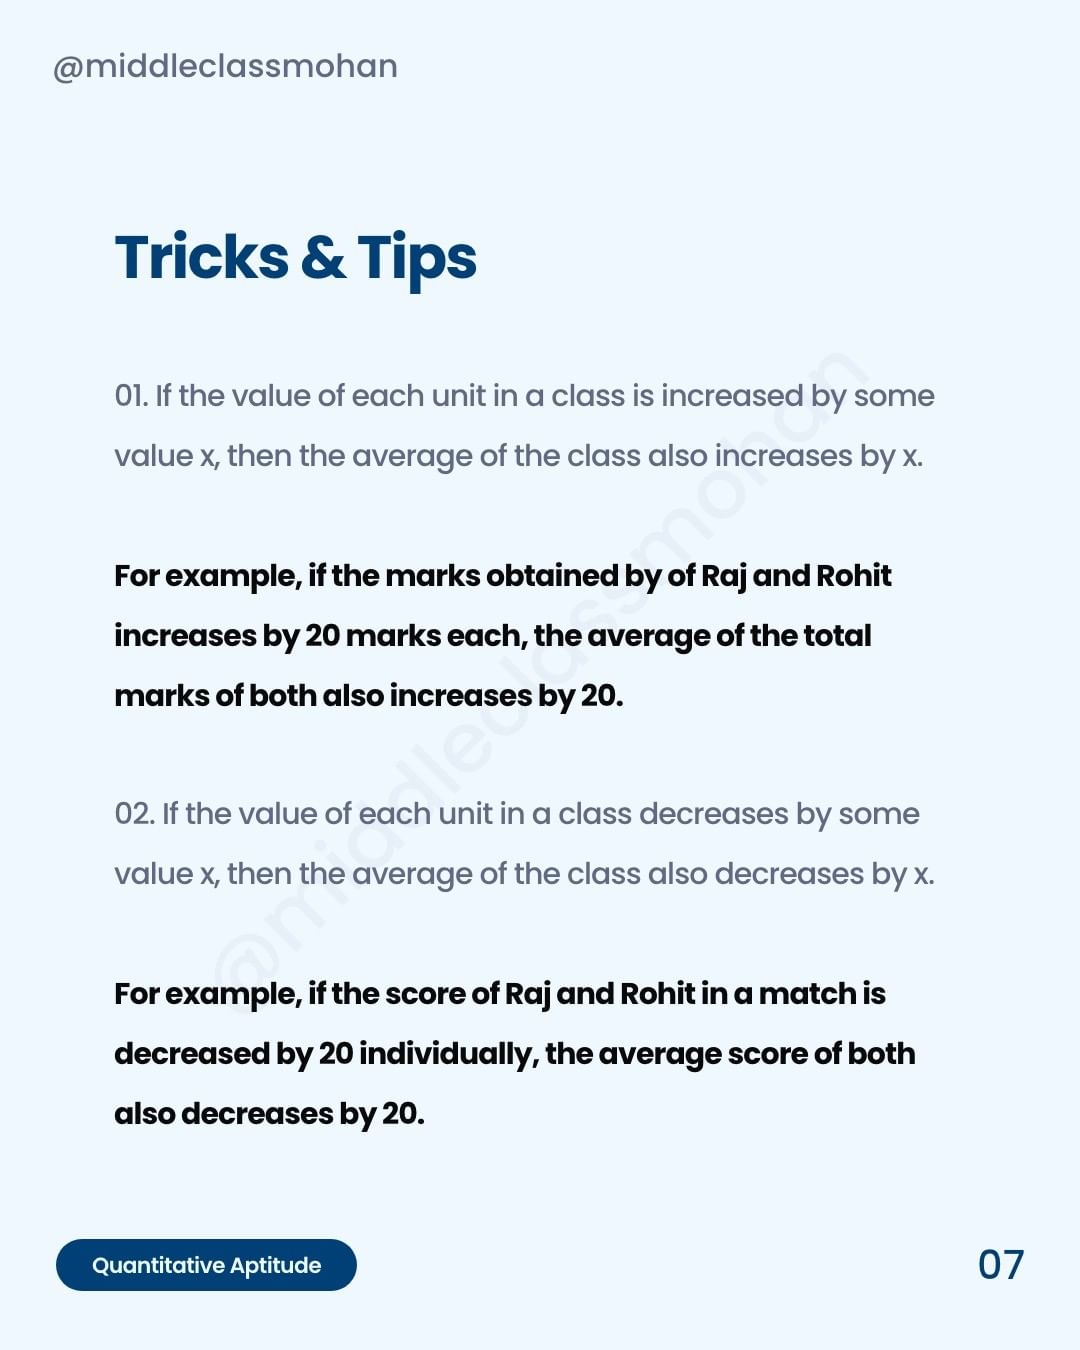 @middleclassmohan
Tricks & Tips
01. If the value of each unit in a class is increased by some
value x, then the average of the class also increases by x.
For example, if the marks obtained by of Raj and Rohit
increases by 20 marks each, the average of the total
marks of both also increases by 20.
02. If the value of each unit in a class decreases by some
value x, then the average of the class also decreases by x.
For example, if the score of Raj and Rohit in a match is
decreased by 20 individually, the average score of both
also decreases by 20.
@middleclassmohan
Quantitative Aptitude
07